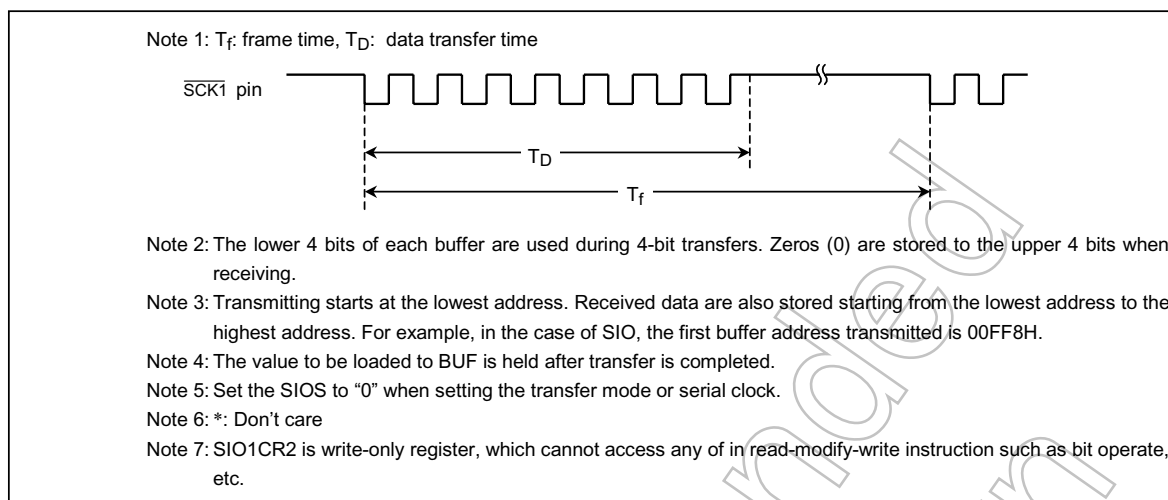 Note 1: Tf: frame time, TD: data transfer time
SCK1 pin
TD
Tf
Note 2: The lower 4 bits of each buffer are used during 4-bit transfers. Zeros (0) are stored to the upper 4 bits when
receiving.
Note 3: Transmitting starts at the lowest address. Received data are also stored starting from the lowest address to the
highest address. For example, in the case of SIO, the first buffer address transmitted is 00FF8H.
Note 4: The value to be loaded to BUF is held after transfer is completed.
Note 5: Set the SIOS to “0” when setting the transfer mode or serial clock.
Note 6: *: Don’t care
Note 7: SIO1CR2 is write-only register, which cannot access any of in read-modify-write instruction such as bit operate,
etc.